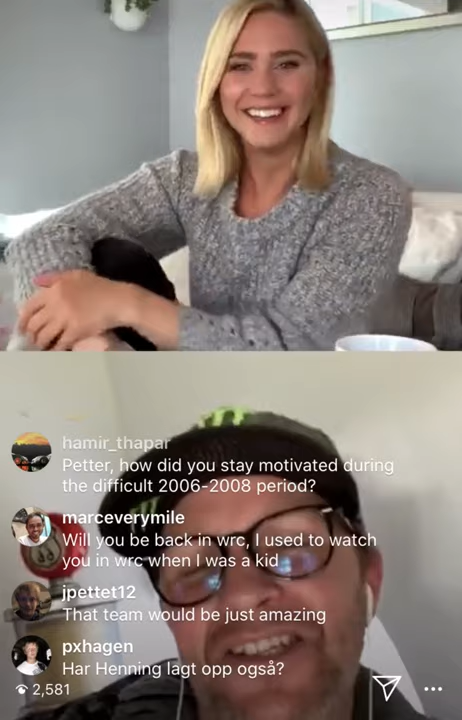 hamir_thapar
Petter, how did you stay motivated during
the difficult 2006-2008 period?
marceverymile
Will you be back in wrc, I used to watch
you in wrc when I was a kid
jpettet12
That team would be just amazing
pxhagen
Har Henning lagt opp også?
2,581